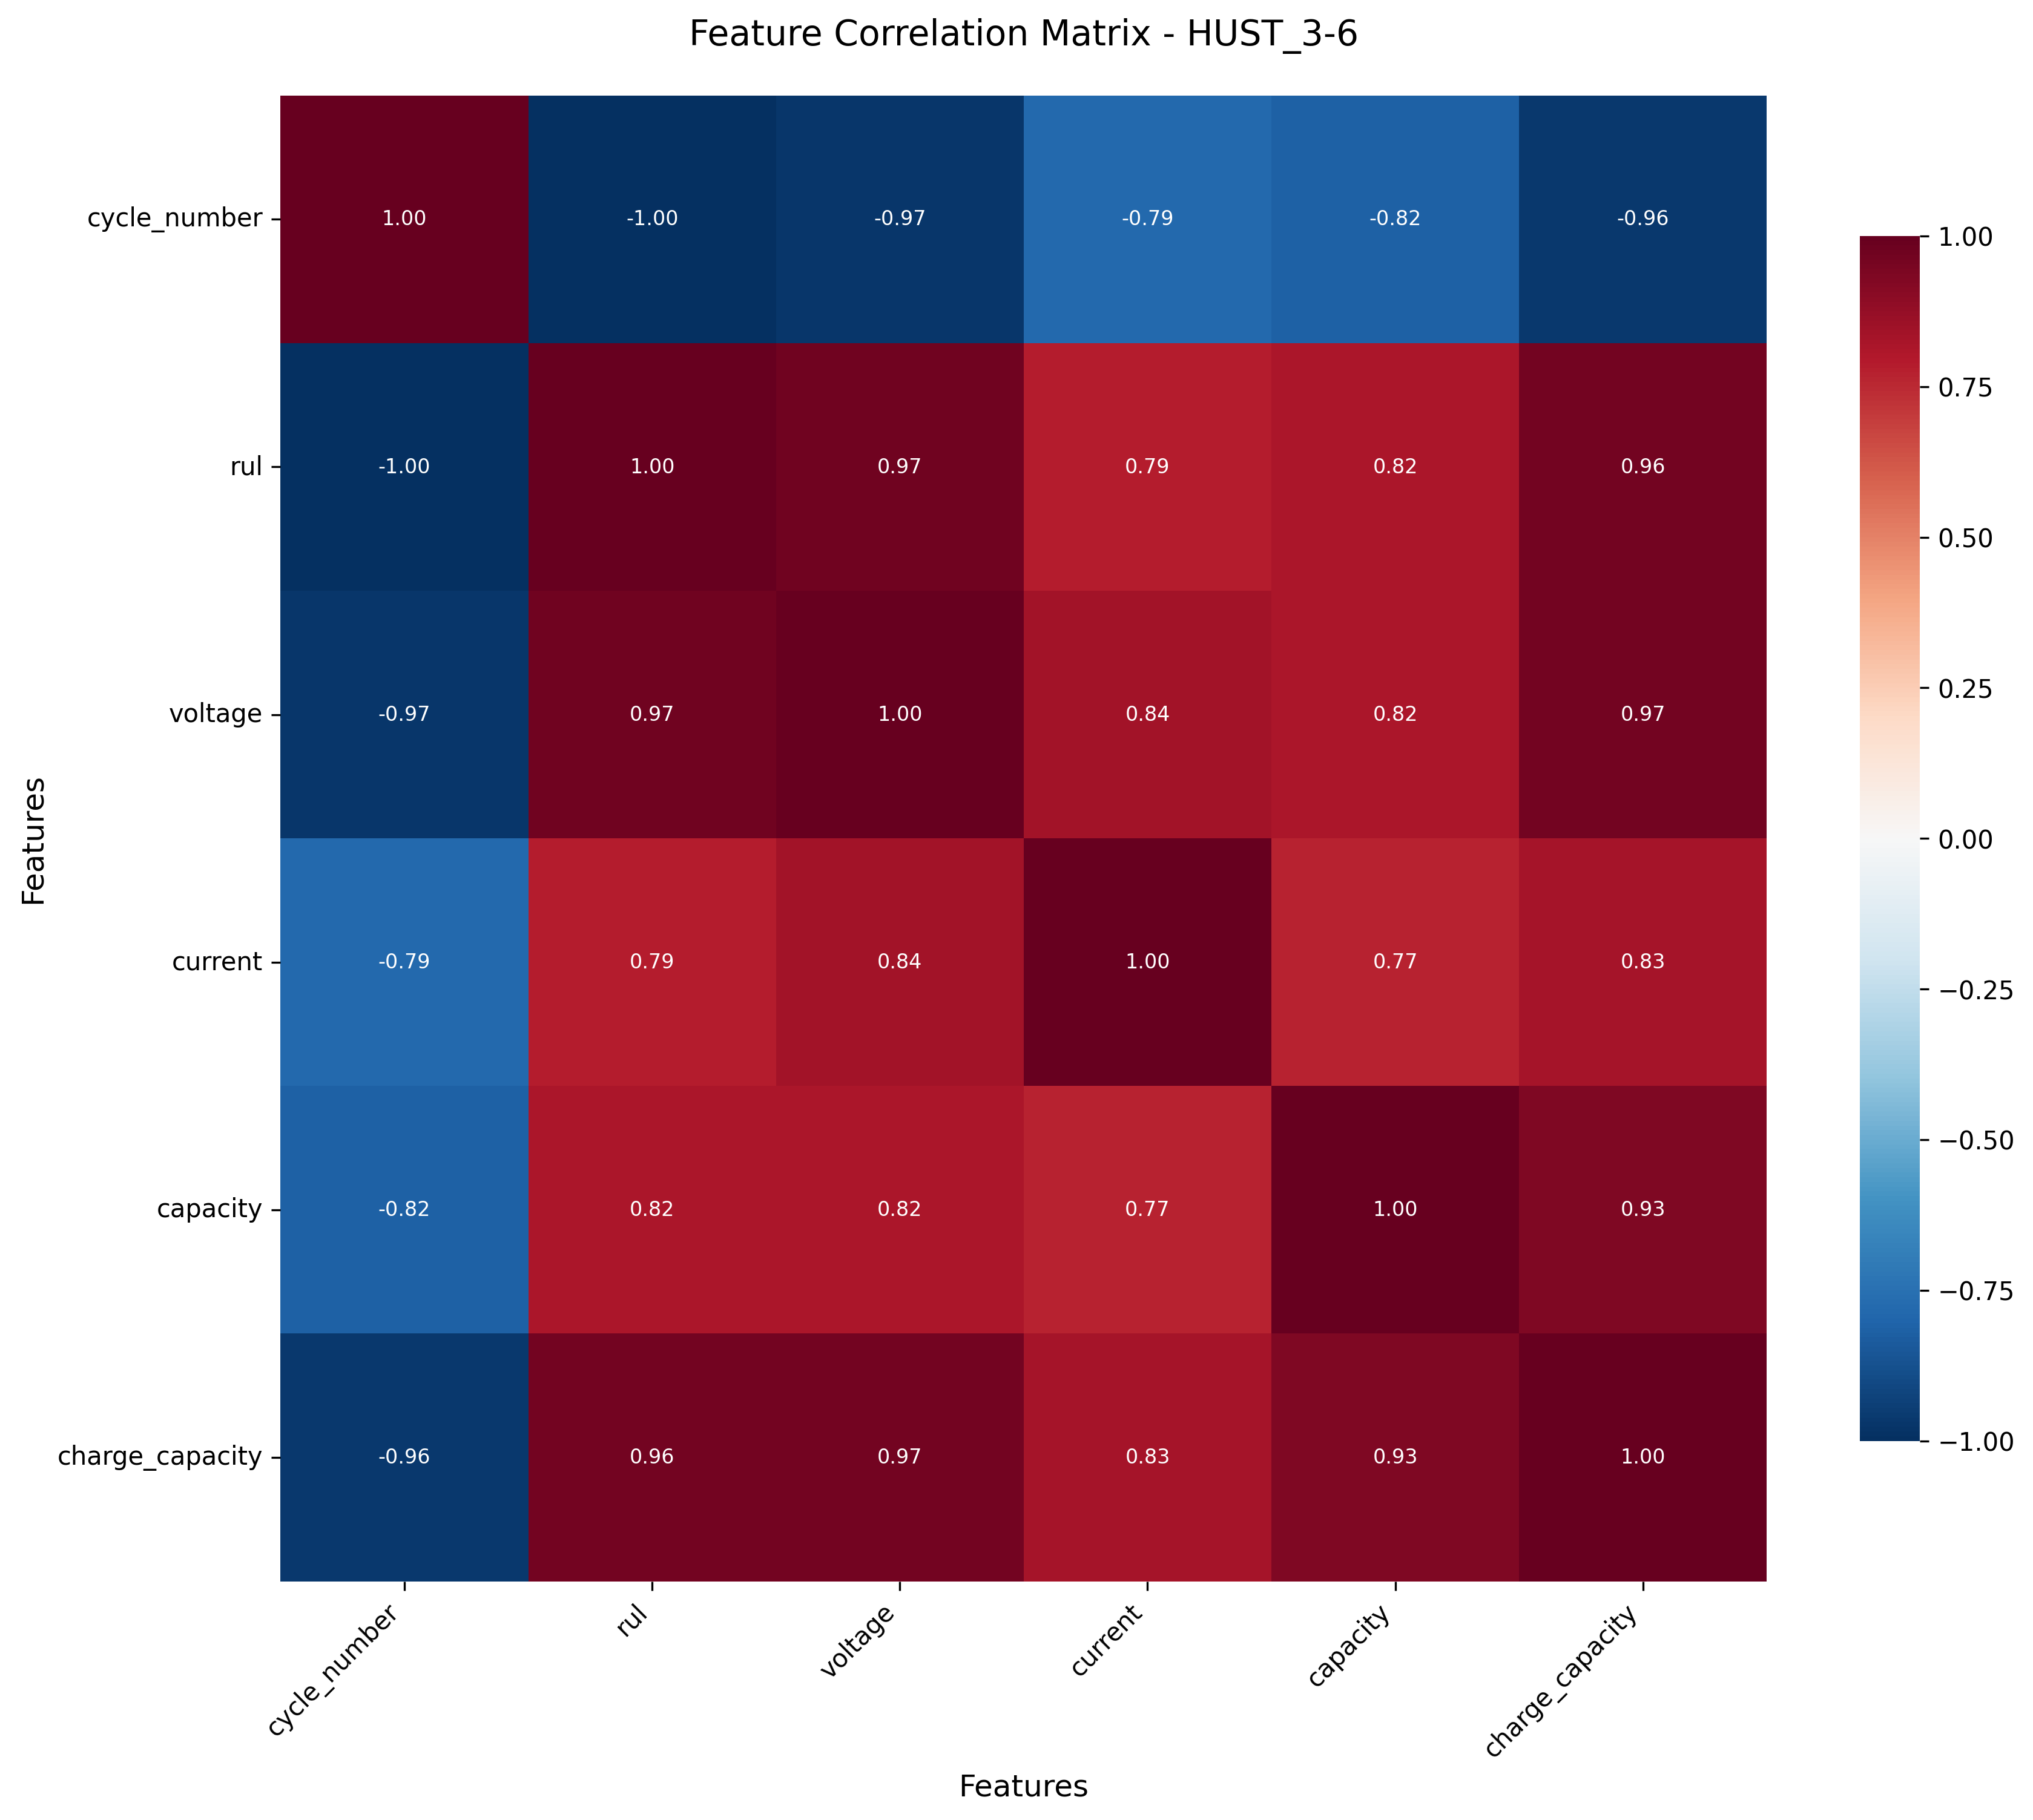 Feature Correlation Matrix - HUST_3-6
cycle_number 1.00 -1.00 -0.97 -0.79 -0.82 -0.96
rul -1.00 1.00 0.97 0.79 0.82 0.96
voltage -0.97 0.97 1.00 0.84 0.82 0.97
current -0.79 0.79 0.84 1.00 0.77 0.83
capacity -0.82 0.82 0.82 0.77 1.00 0.93
charge_capacity -0.96 0.96 0.97 0.83 0.93 1.00
Features
cycle_number rul voltage current capacity charge_capacity
Features
1.00
0.75
0.50
0.25
0.00
−0.25
−0.50
−0.75
−1.00